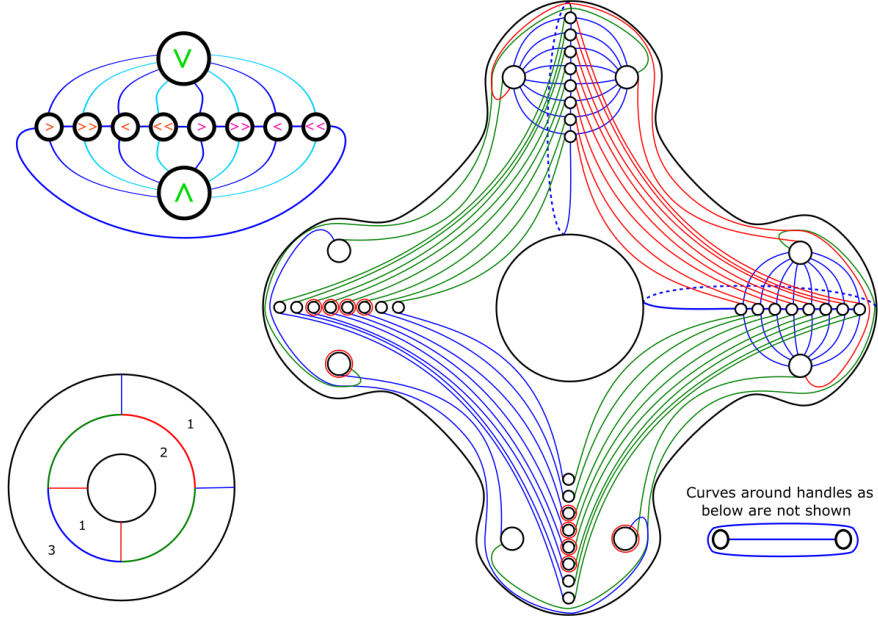 V
> >> < << > >> < <<
Λ
1
2
1
3
Curves around handles as
below are not shown